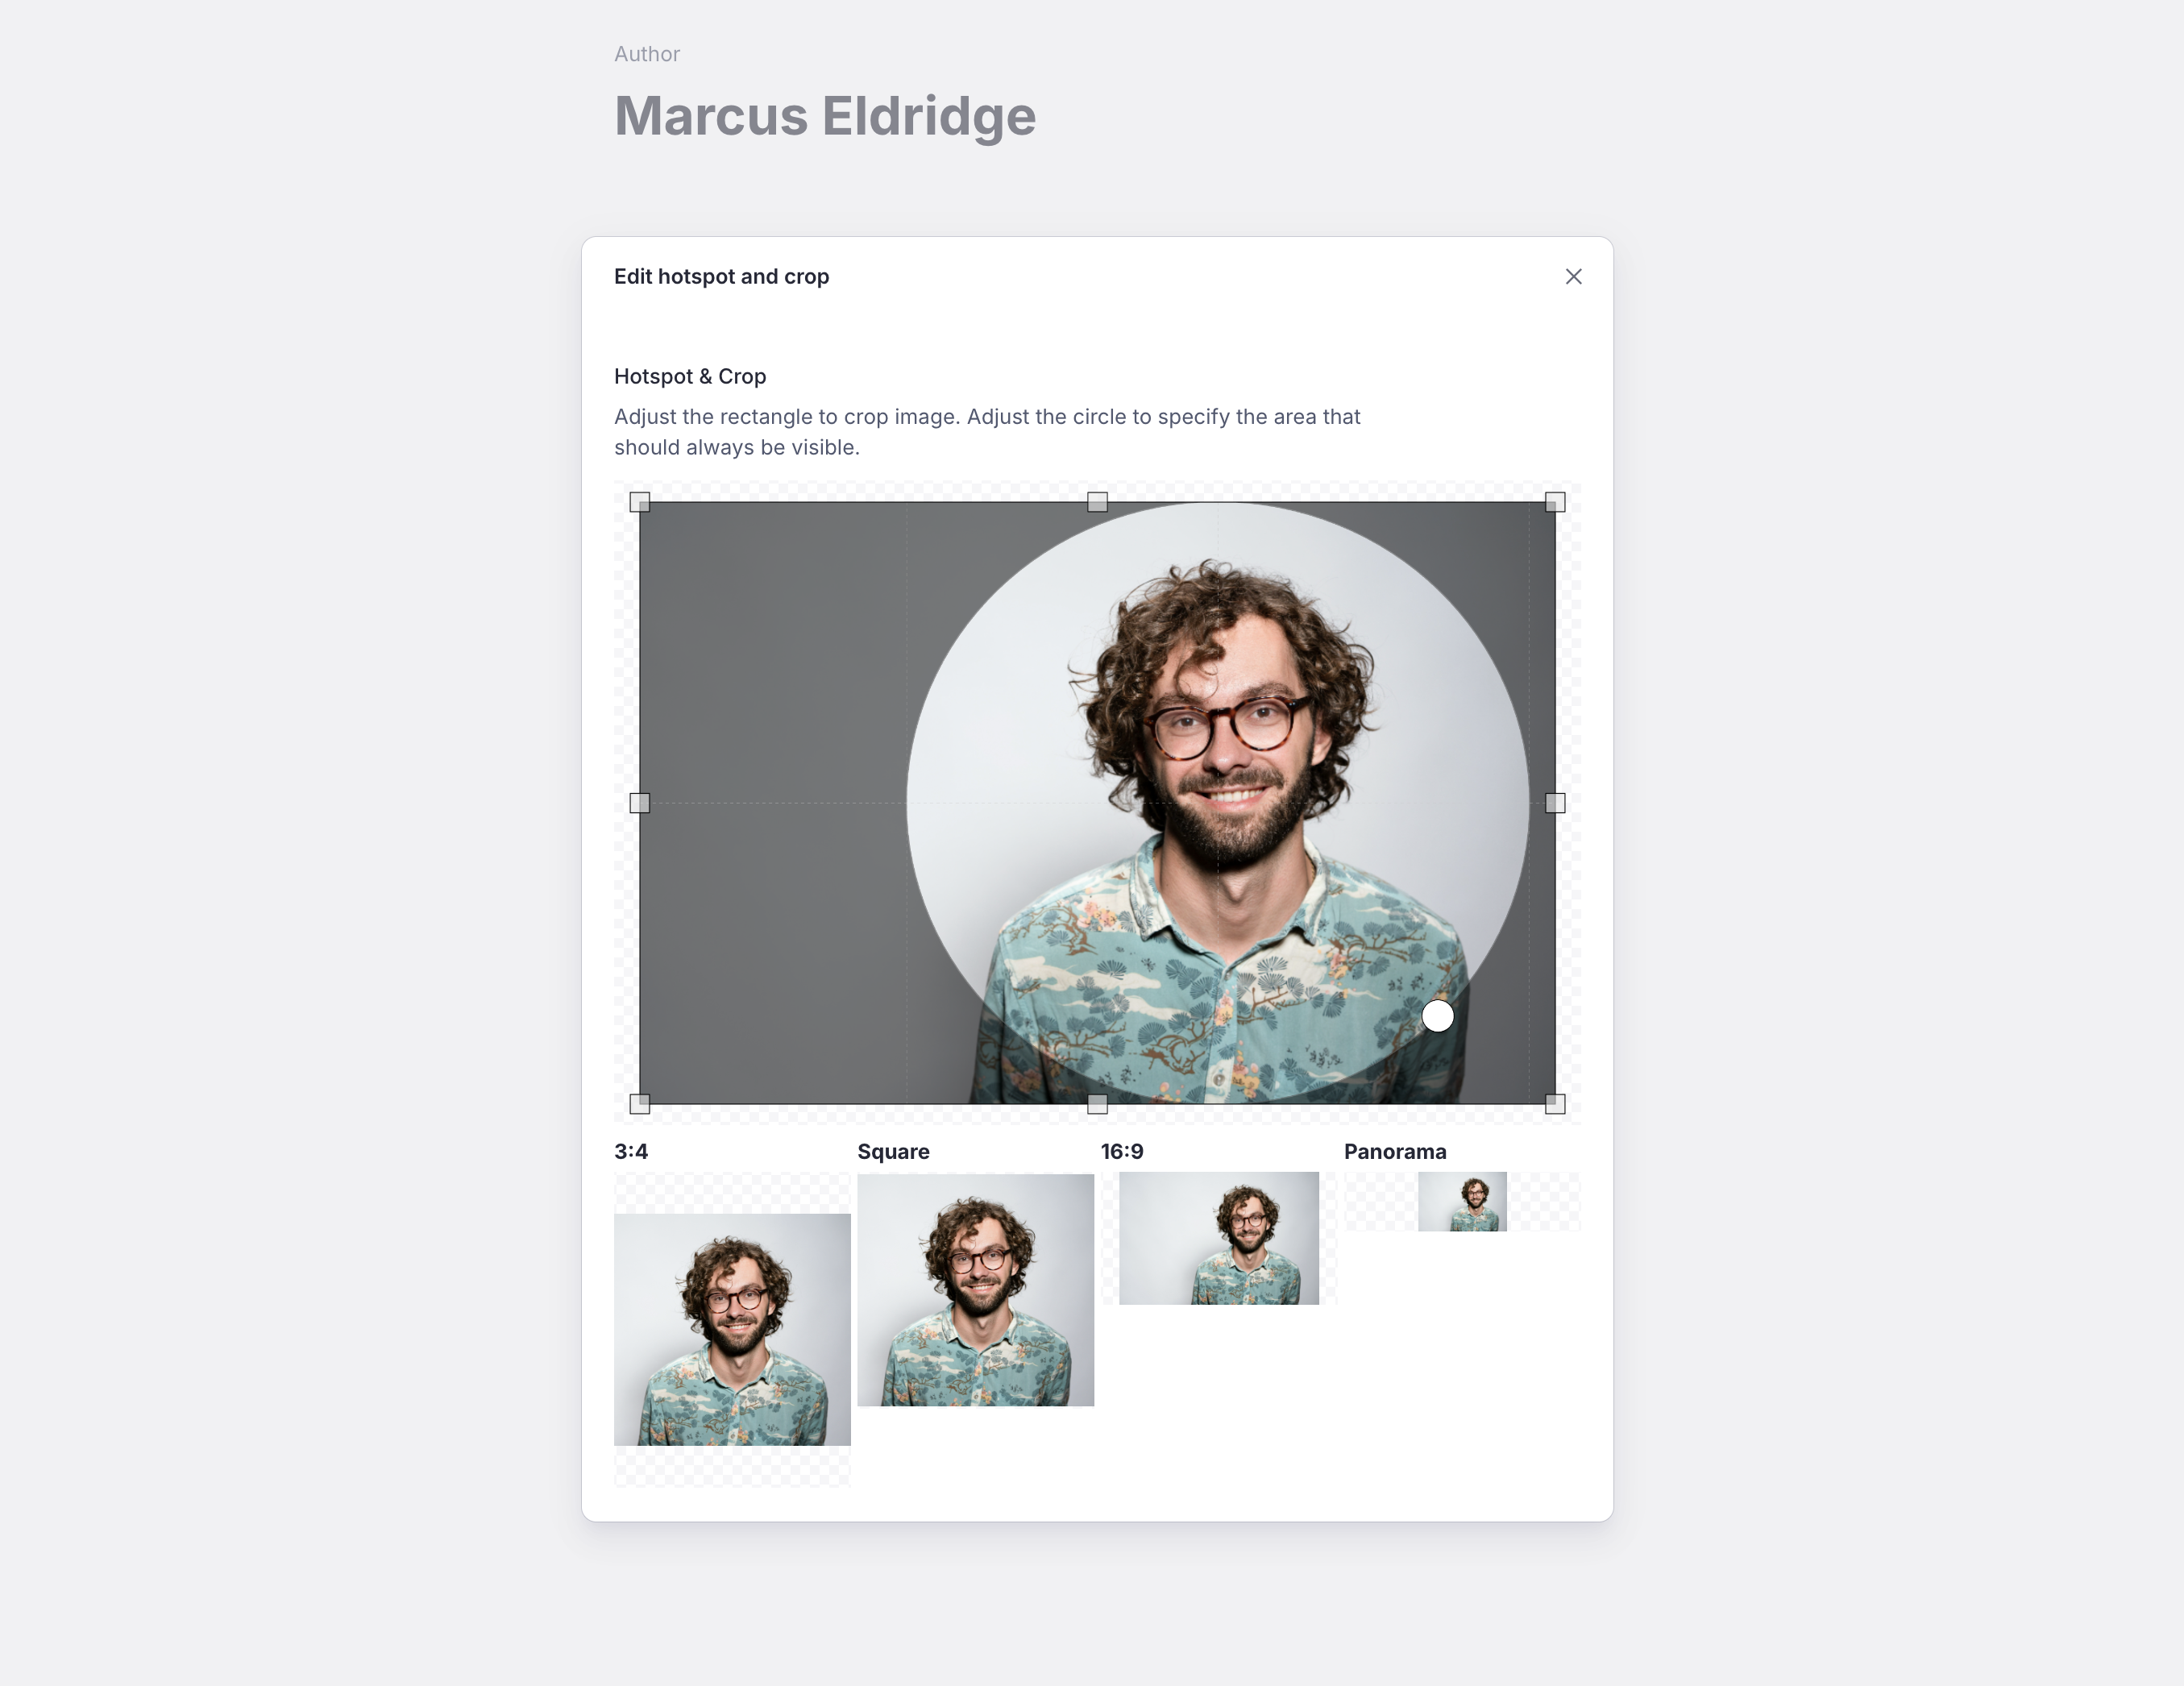 Author
Marcus Eldridge
Edit hotspot and crop
Hotspot & Crop
Adjust the rectangle to crop image. Adjust the circle to specify the area that
should always be visible.
3:4
Square
16:9
Panorama